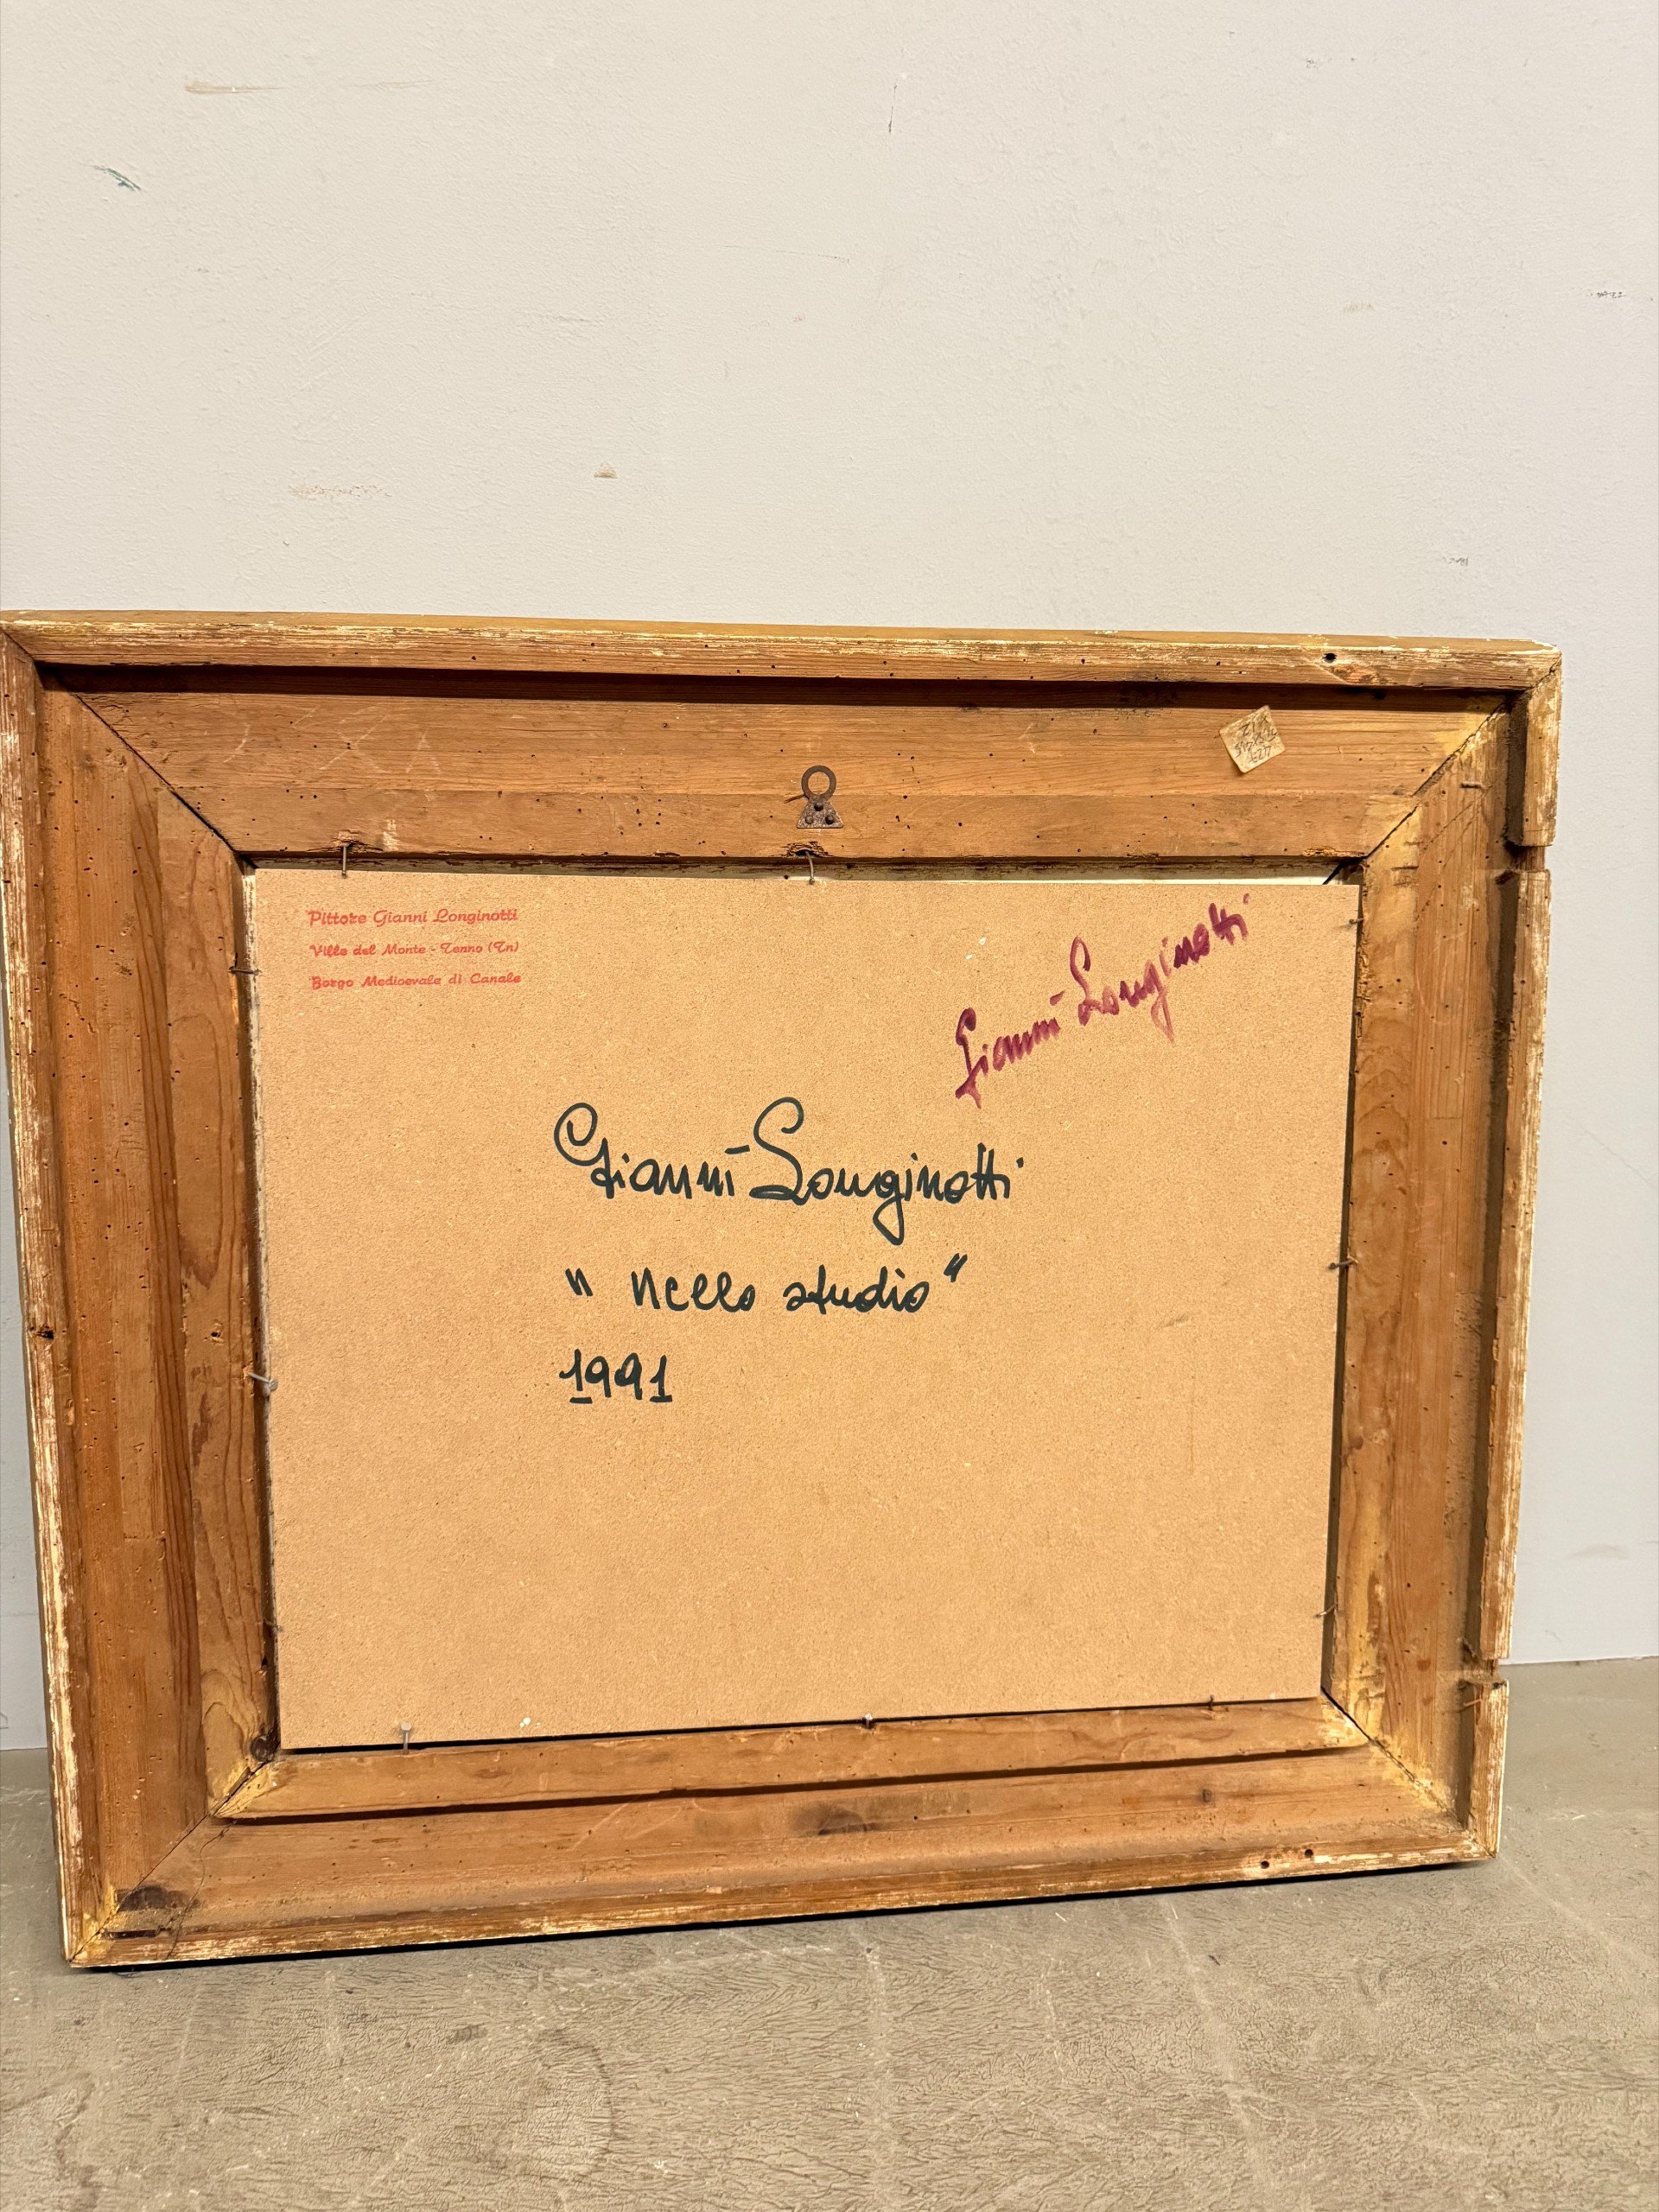 Pittore Gianni Longinotti
Ville del Monte - Tenno (Tn)
Borgo Medioevale di Canale
Gianni Longinotti
Gianni Longinotti
" Nello studio "
1991